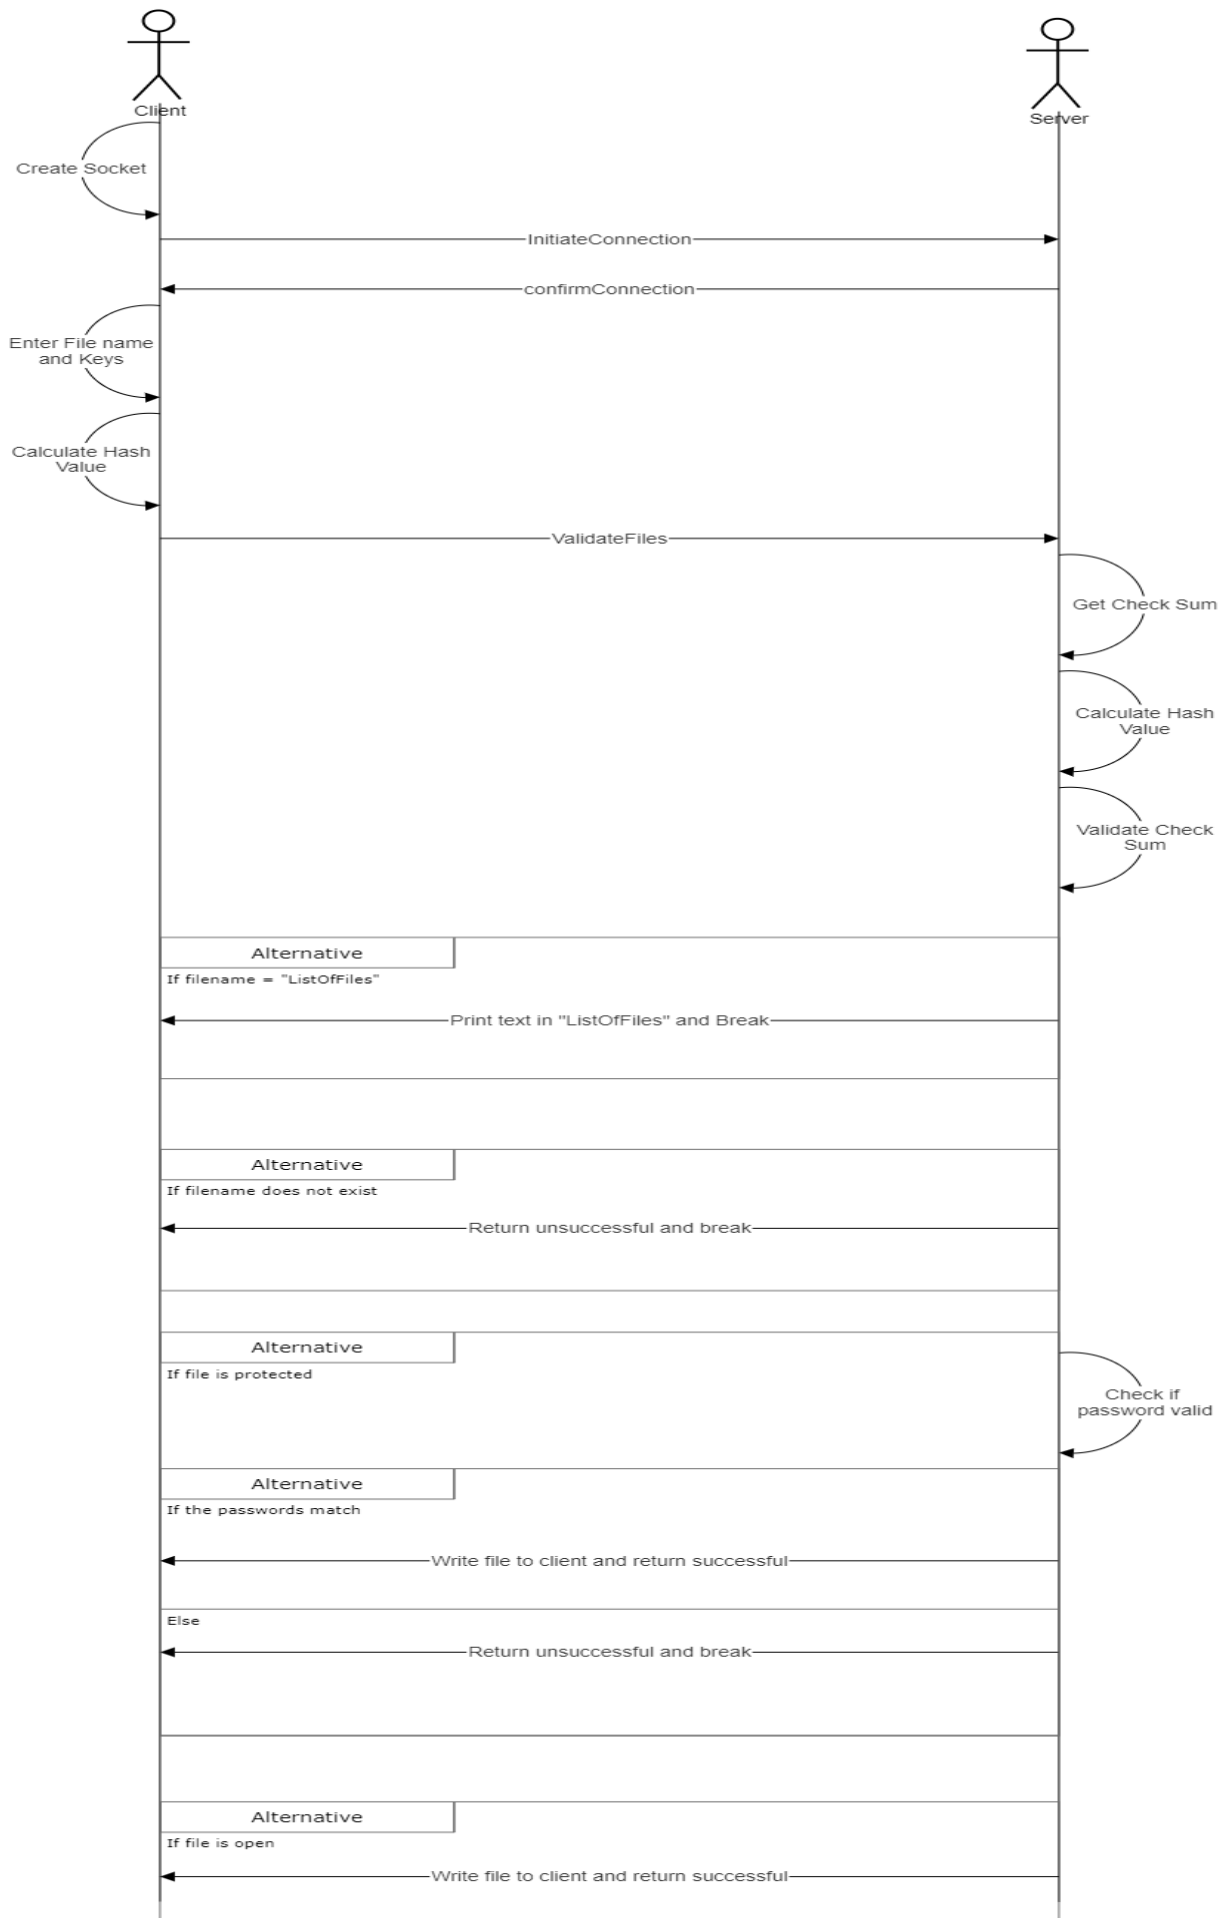 Client
Server
Create Socket
InitiateConnection
confirmConnection
Enter File name
and Keys
Calculate Hash
Value
ValidateFiles
Get Check Sum
Calculate Hash
Value
Validate Check
Sum
Alternative
If filename = "ListOfFiles"
Print text in "ListOfFiles" and Break
Alternative
If filename does not exist
Return unsuccessful and break
Alternative
If file is protected
Check if
password valid
Alternative
If the passwords match
Write file to client and return successful
Else
Return unsuccessful and break
Alternative
If file is open
Write file to client and return successful